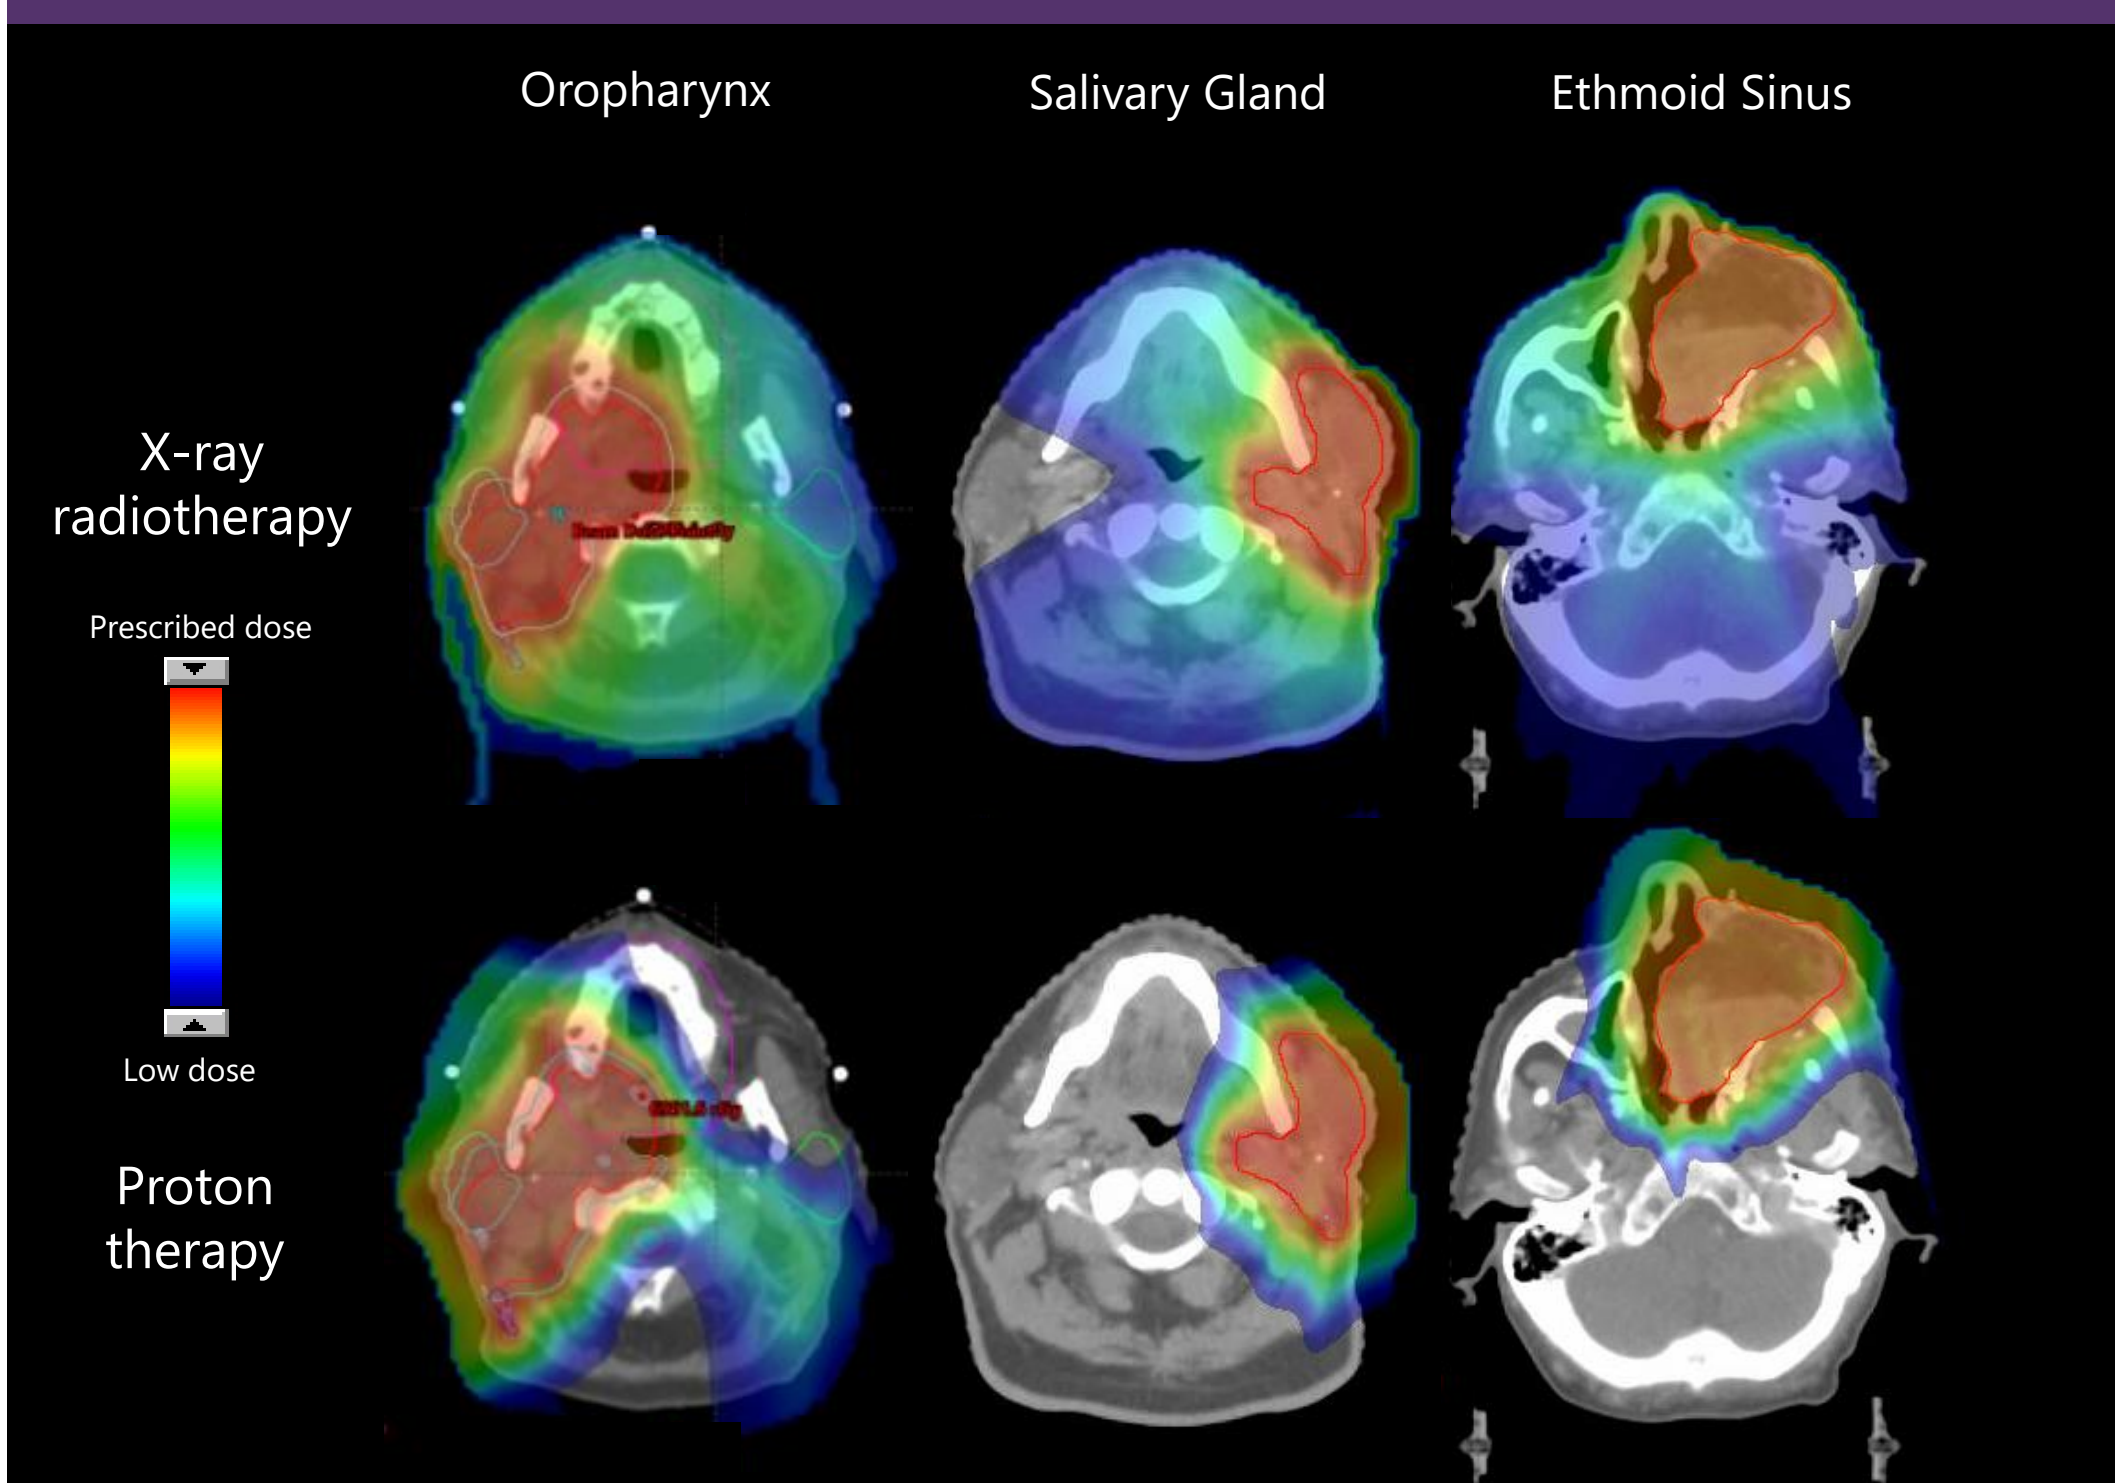 Oropharynx
Salivary Gland
Ethmoid Sinus
X-ray
radiotherapy
Prescribed dose
Low dose
Proton
therapy